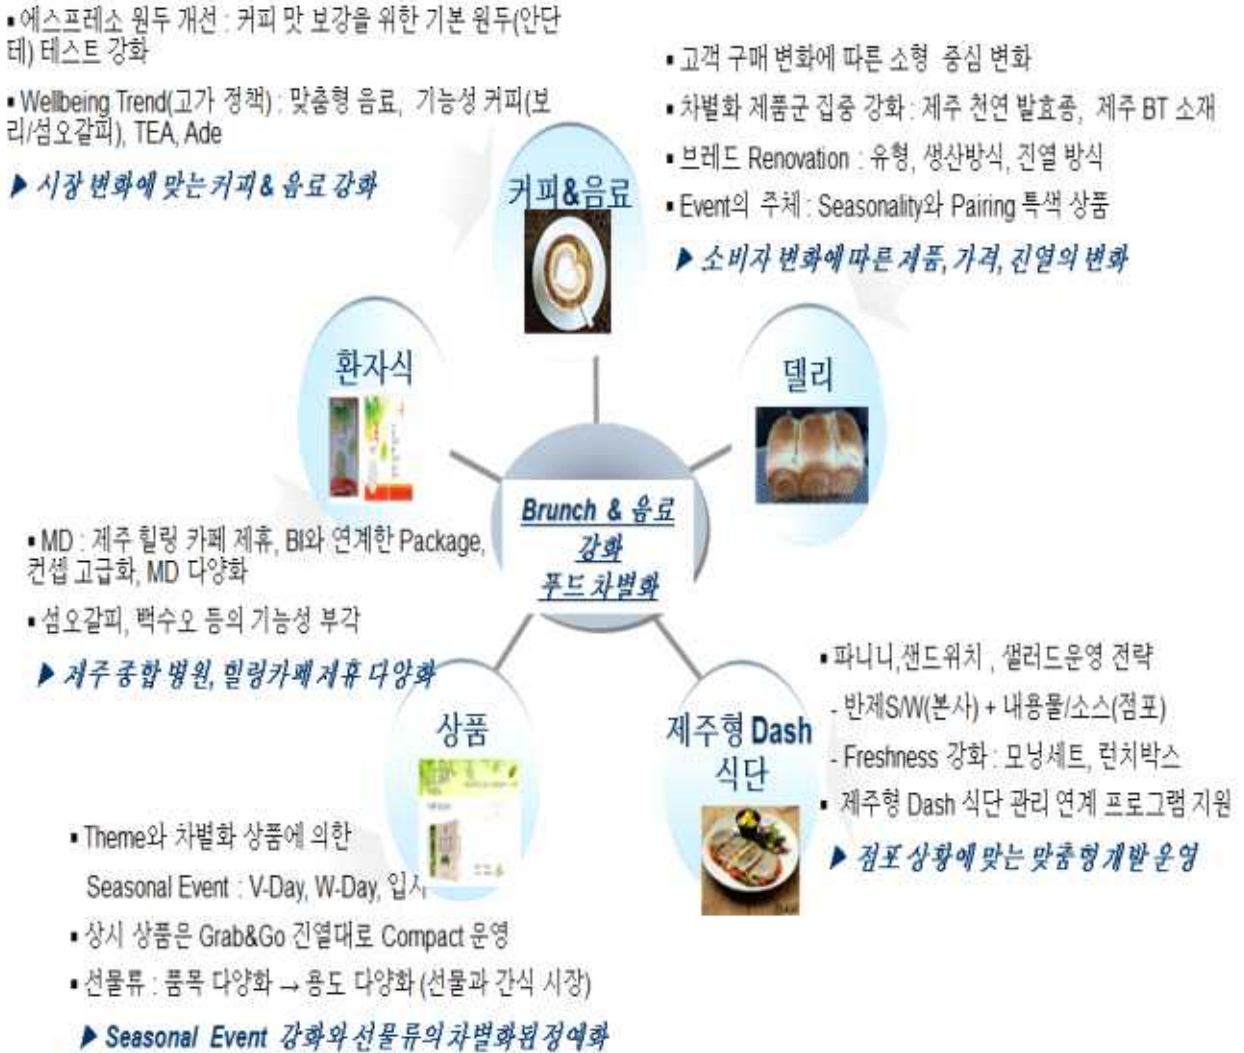 ▪ 에스프레소 원두 개선 : 커피 맛 보강을 위한 기본 원두(안단
테) 테스트 강화
▪ Wellbeing Trend(고가 정책) : 맞춤형 음료, 기능성 커피(보
리/섬오갈피), TEA, Ade
▶ 시장 변화에 맞는 커피 & 음료 강화
커피&음료
▪ 고객 구매 변화에 따른 소형 중심 변화
▪ 차별화 제품군 집중 강화 : 제주 천연 발효종, 제주 BT 소재
▪ 브레드 Renovation : 유형, 생산방식, 진열 방식
▪ Event의 주체 : Seasonality와 Pairing 특색 상품
▶ 소비자 변화에 따른 제품, 가격, 진열의 변화
환자식
델리
Brunch & 음료
강화
푸드 차별화
▪ MD : 제주 힐링 카페 제휴, BI와 연계한 Package,
컨셉 고급화, MD 다양화
▪ 섬오갈피, 백수오 등의 기능성 부각
▶ 제주 종합 병원, 힐링카페 제휴 다양화
상품
제주형 Dash
식단
▪ 파니니,샌드위치 , 샐러드운영 전략
- 반제S/W(본사) + 내용물/소스(점포)
- Freshness 강화 : 모닝세트, 런치박스
▪ 제주형 Dash 식단 관리 연계 프로그램 지원
▶ 점포 상황에 맞는 맞춤형 개발 운영
▪ Theme와 차별화 상품에 의한
Seasonal Event : V-Day, W-Day, 입시
▪ 상시 상품은 Grab&Go 진열대로 Compact 운영
▪ 선물류 : 품목 다양화 → 용도 다양화 (선물과 간식 시장)
▶ Seasonal Event 강화와 선물류의 차별화된 정예화